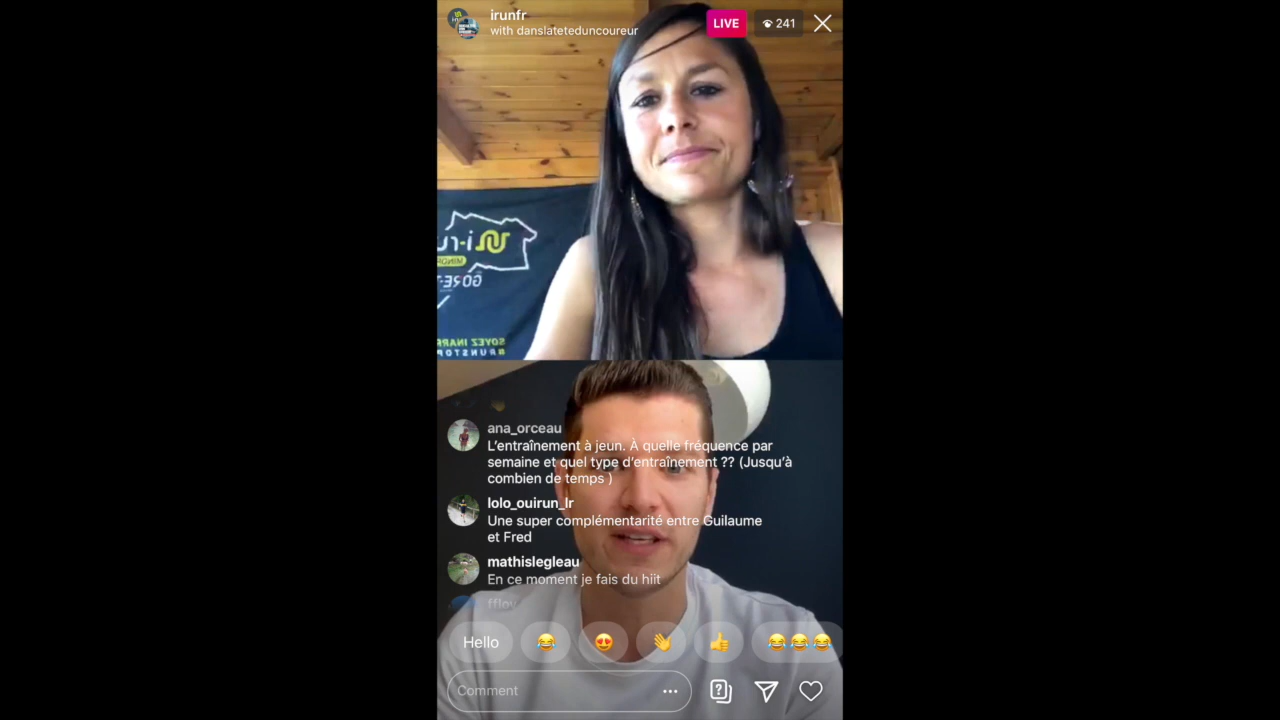 irunfr
with danslateteduncoureur
LIVE
241
ana_orceau
L'entraînement à jeun. À quelle fréquence par
semaine et quel type d'entraînement ?? (Jusqu'à
combien de temps )
lolo_ouirun_lr
Une super complémentarité entre Guilaume
et Fred
mathislegleau
En ce moment je fais du hiit
Hello
Comment